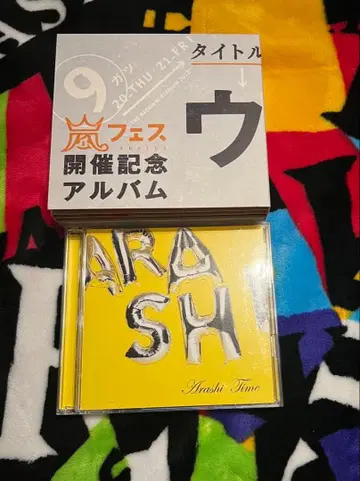 9
ガツ
20-THU 21-FRI
タイトル
↓
ウ
嵐フェス
開催記念
アルバム
ARA
SH
Arashi Time